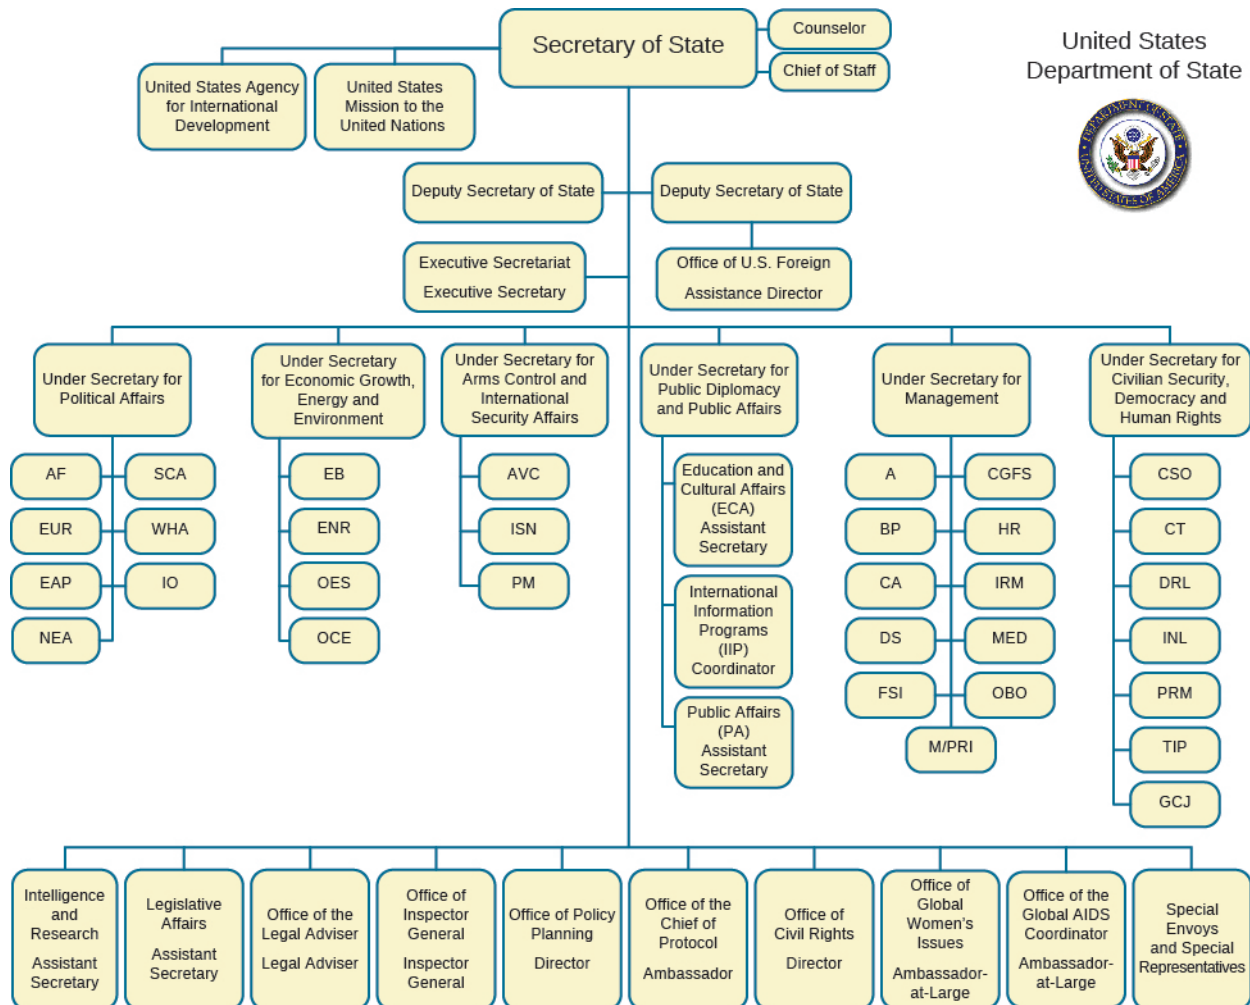 Secretary of State
Counselor
Chief of Staff
United States
Department of State
DEPARTMENT OF STATE
UNITED STATES OF AMERICA
United States Agency
for International
Development
United States
Mission to the
United Nations
Deputy Secretary of State
Deputy Secretary of State
Executive Secretariat
Executive Secretary
Office of U.S. Foreign
Assistance Director
Under Secretary for
Political Affairs
Under Secretary
for Economic Growth,
Energy and
Environment
Under Secretary for
Arms Control and
International
Security Affairs
Under Secretary for
Public Diplomacy
and Public Affairs
Under Secretary for
Management
Under Secretary for
Civilian Security,
Democracy and
Human Rights
AF
SCA
EUR
WHA
EAP
IO
NEA
EB
ENR
OES
OCE
AVC
ISN
PM
Education and
Cultural Affairs
(ECA)
Assistant
Secretary
International
Information
Programs
(IIP)
Coordinator
Public Affairs
(PA)
Assistant
Secretary
A
CGFS
BP
HR
CA
IRM
DS
MED
FSI
OBO
M/PRI
CSO
CT
DRL
INL
PRM
TIP
GCJ
Intelligence
and
Research
Assistant
Secretary
Legislative
Affairs
Assistant
Secretary
Office of the
Legal Adviser
Legal Adviser
Office of
Inspector
General
Inspector
General
Office of Policy
Planning
Director
Office of the
Chief of
Protocol
Ambassador
Office of
Civil Rights
Director
Office of
Global
Women's
Issues
Ambassador-
at-Large
Office of the
Global AIDS
Coordinator
Ambassador-
at-Large
Special
Envoys
and Special
Representatives